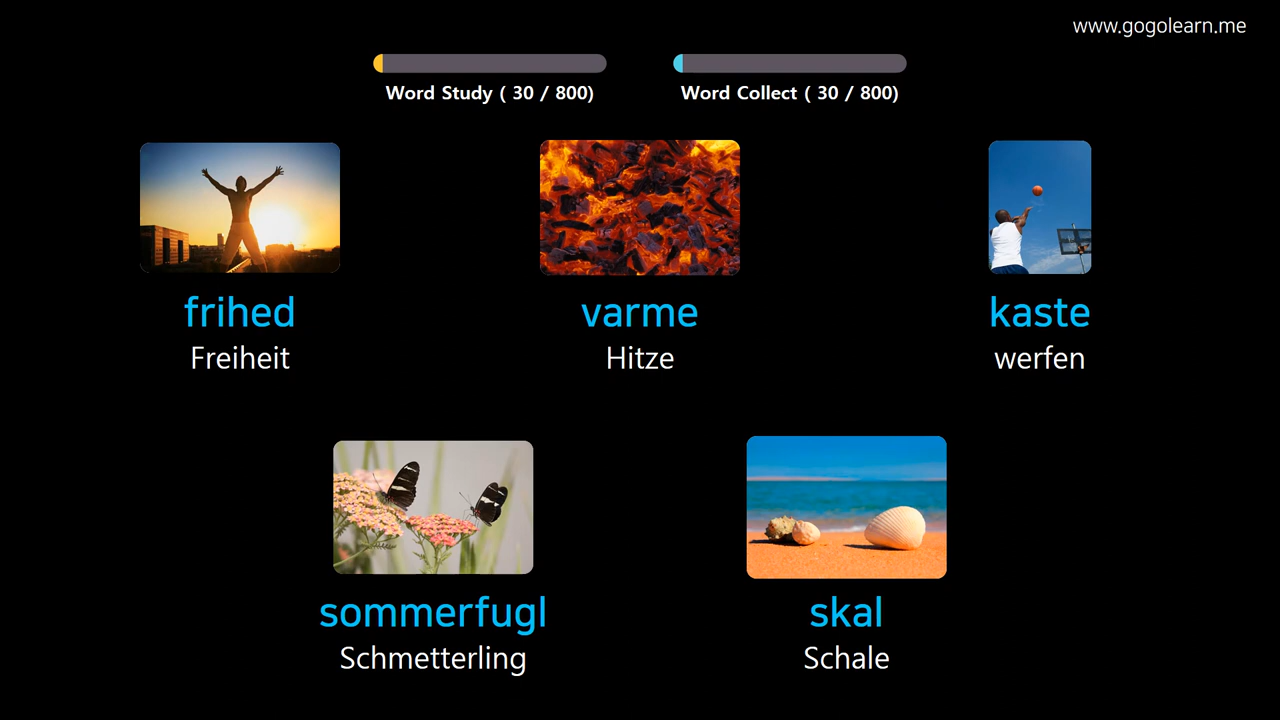 www.gogolearn.me
Word Study ( 30 / 800)
Word Collect ( 30 / 800)
frihed
Freiheit
varme
Hitze
kaste
werfen
sommerfugl
Schmetterling
skal
Schale